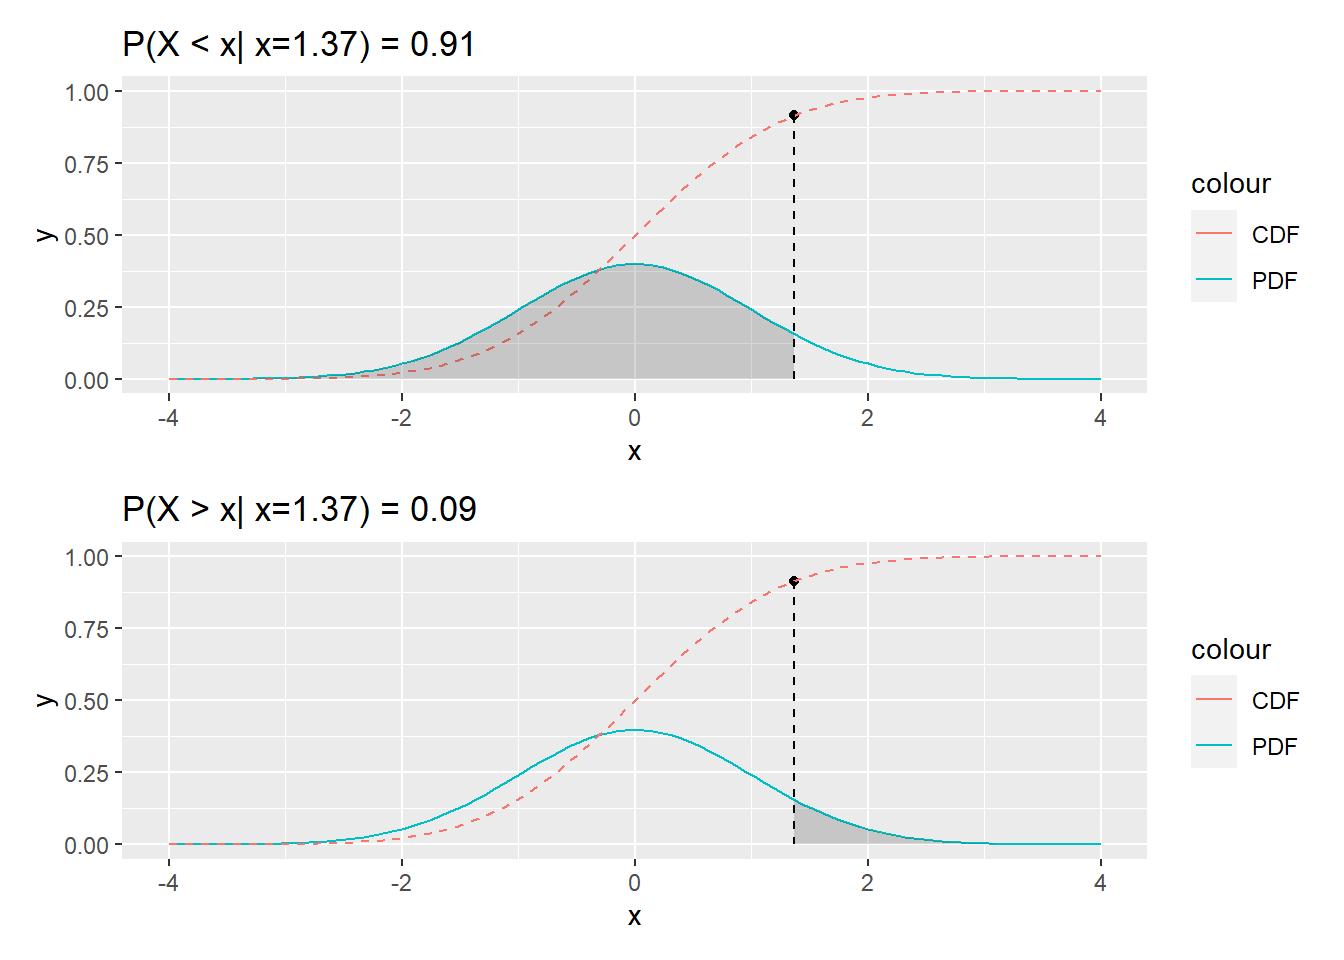 P(X < x| x=1.37) = 0.91
1.00
0.75
0.50
0.25
0.00
y
-4 -2 0 2 4
x
colour
CDF
PDF
P(X > x| x=1.37) = 0.09
1.00
0.75
0.50
0.25
0.00
y
-4 -2 0 2 4
x
colour
CDF
PDF